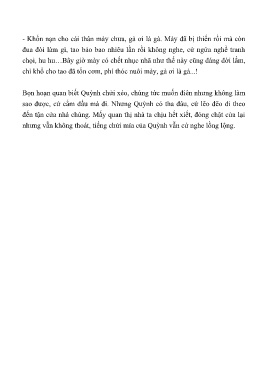 - Khốn nạn cho cái thân mày chưa, gà ơi là gà. Mày đã bị thiến rồi mà còn
đua đòi làm gì, tao bảo bao nhiêu lần rồi không nghe, cứ ngứa nghề tranh
chọi, hu hu…Bây giờ mày có chết nhục nhã như thế này cũng đáng đời lắm,
chỉ khổ cho tao đã tốn cơm, phí thóc nuôi mày, gà ơi là gà...!
Bọn hoạn quan biết Quỳnh chửi xéo, chúng tức muốn điên nhưng không làm
sao được, cứ cắm đầu mà đi. Nhưng Quỳnh có tha đâu, cứ lẽo đẽo đi theo
đến tận cửa nhà chúng. Mấy quan thị nhà ta chịu hết xiết, đóng chặt cửa lại
nhưng vẫn không thoát, tiếng chửi mưa của Quỳnh vẫn cứ nghe lồng lộng.